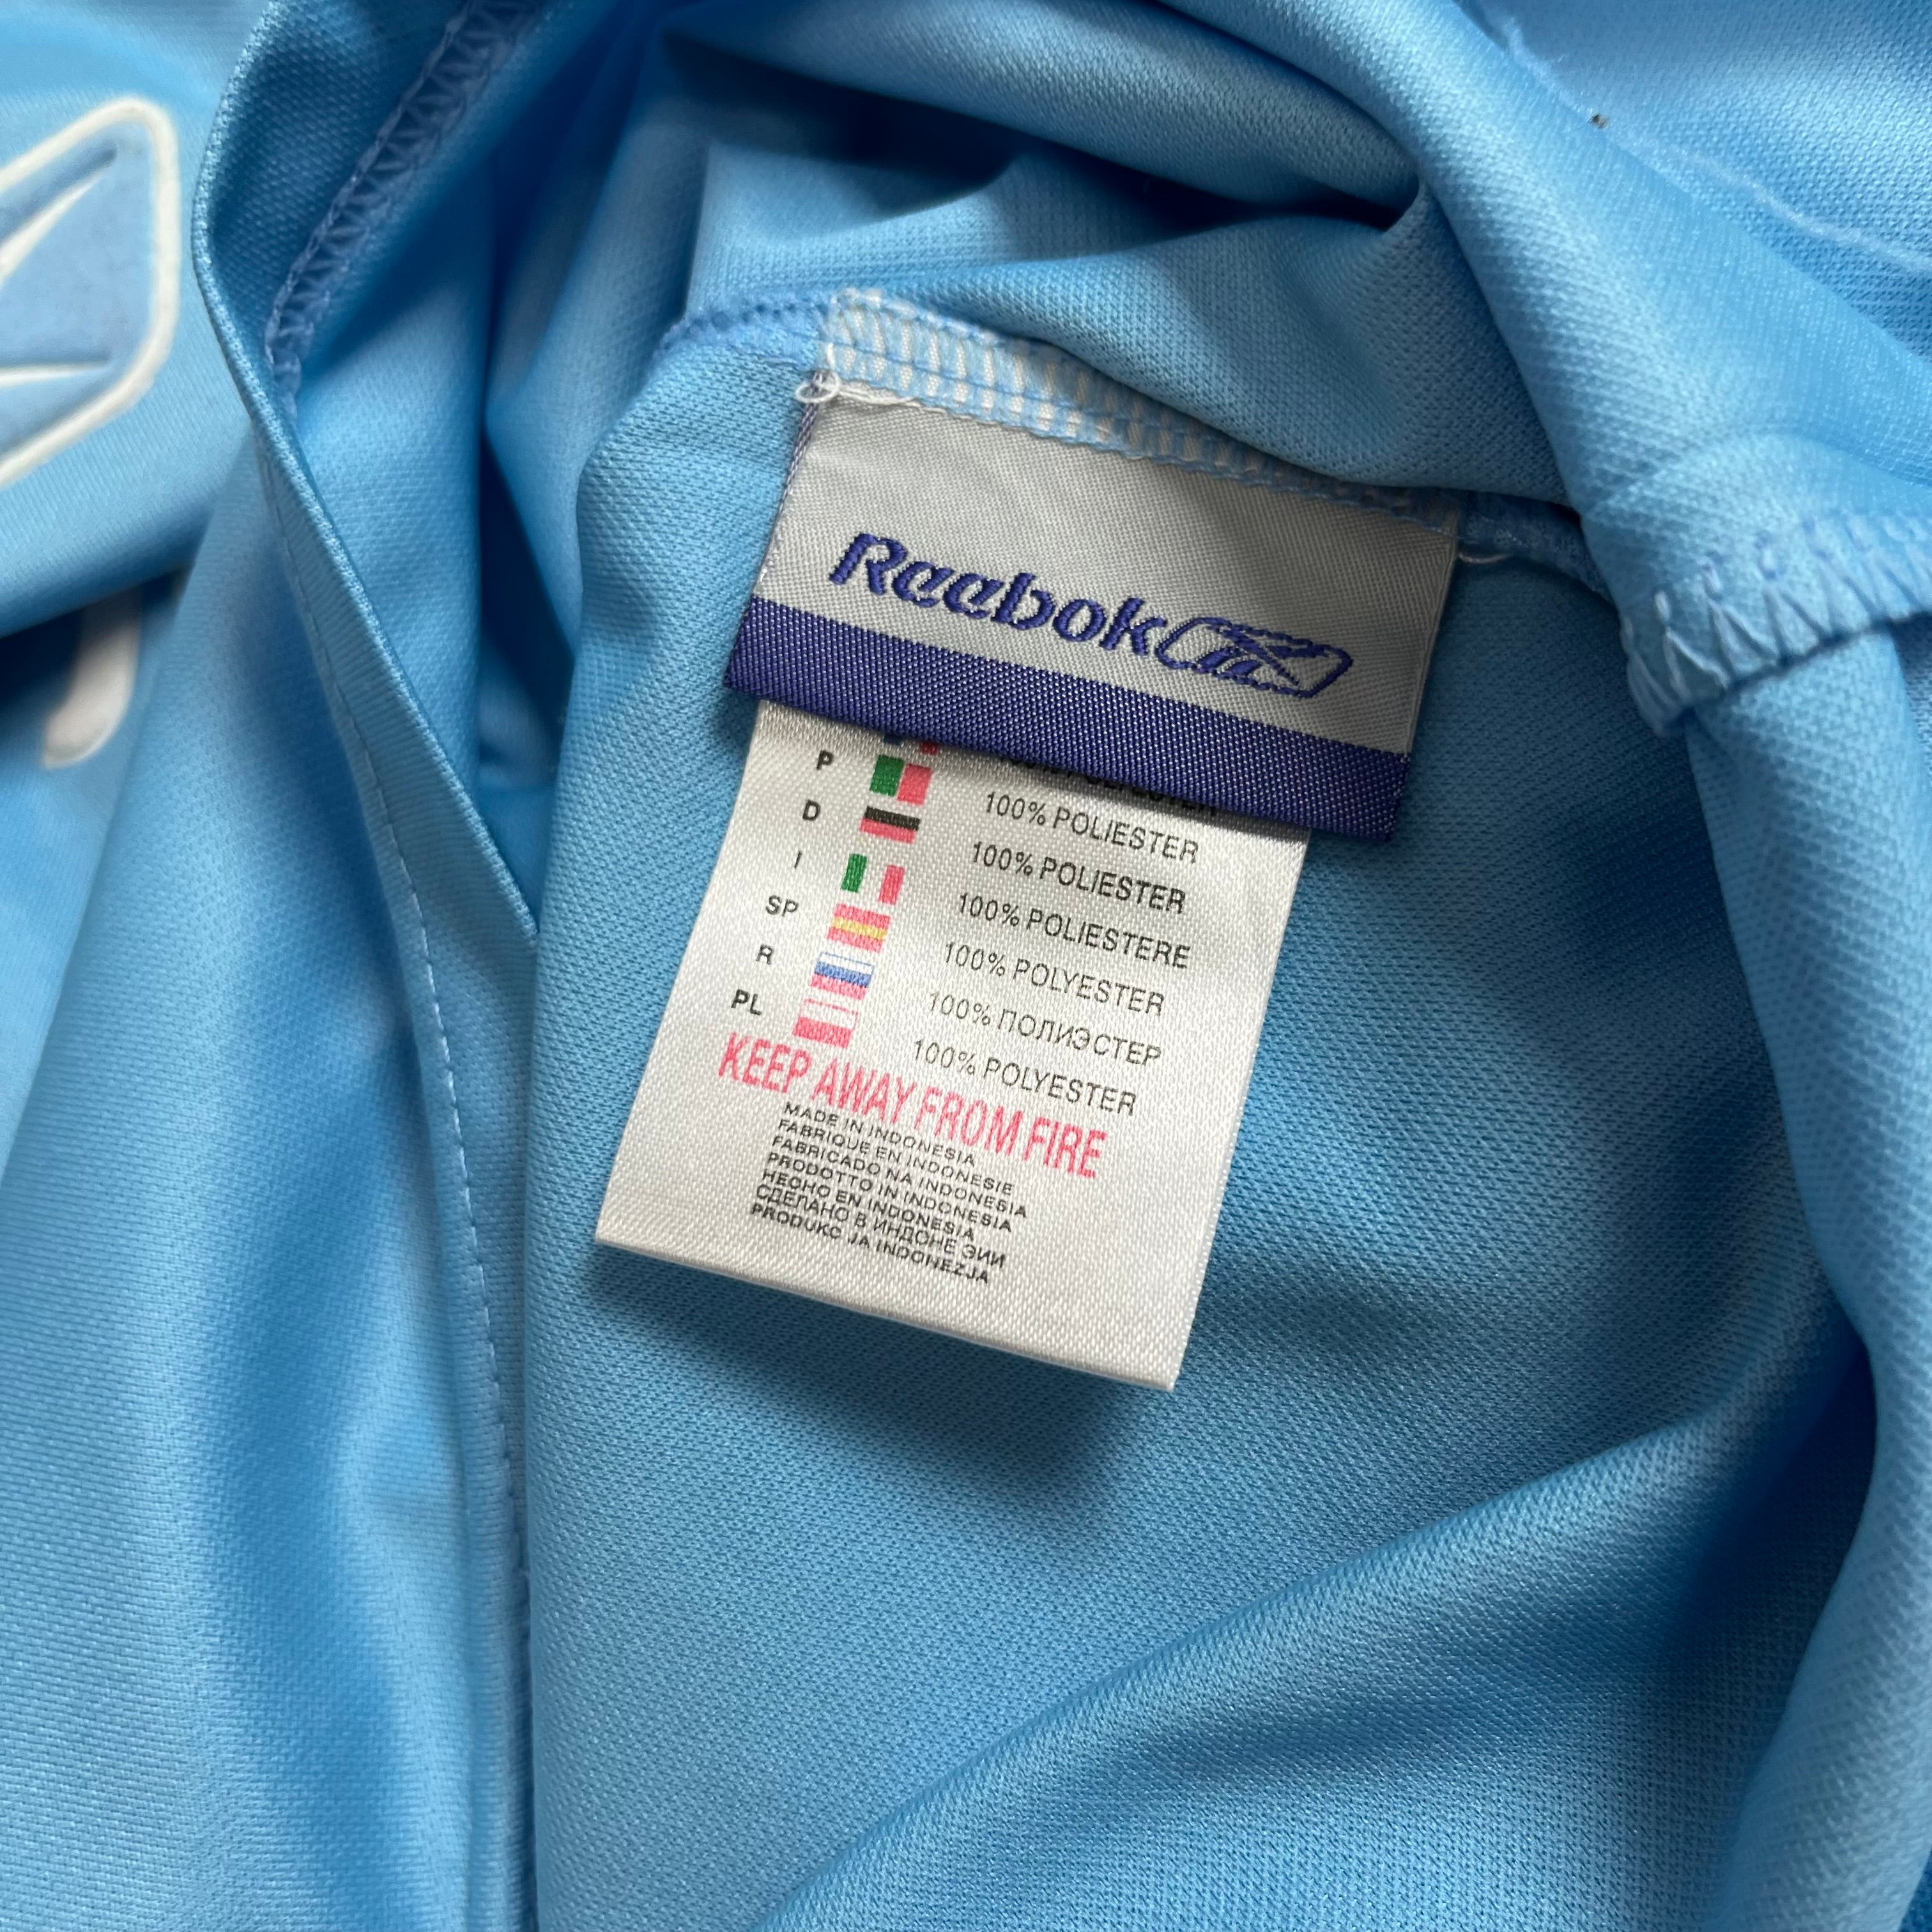 Reebok
P 100% POLIESTER
D 100% POLIESTER
I 100% POLIESTERE
SP 100% POLYESTER
R 100% ПОЛИЭСТЕР
PL 100% POLYESTER
KEEP AWAY FROM FIRE
MADE IN INDONESIA
FABRIQUE EN INDONESIE
FABRICADO NA INDONESIA
PRODOTTO IN INDONESIA
HECHO EN INDONESIA
СДЕЛАНО В ИНДОНЕ ЗИИ
PRODUKC JA INDONEZJA